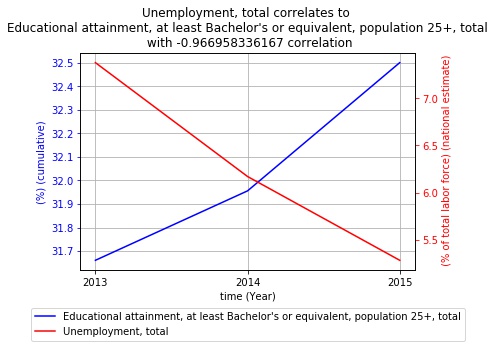 Unemployment, total correlates to
Educational attainment, at least Bachelor's or equivalent, population 25+, total
with -0.966958336167 correlation
32.5
32.4
32.3
32.2
32.1
32.0
31.9
31.8
31.7
(%) (cumulative)
7.0
6.5
6.0
5.5
(% of total labor force) (national estimate)
2013
2014
2015
time (Year)
Educational attainment, at least Bachelor's or equivalent, population 25+, total
Unemployment, total